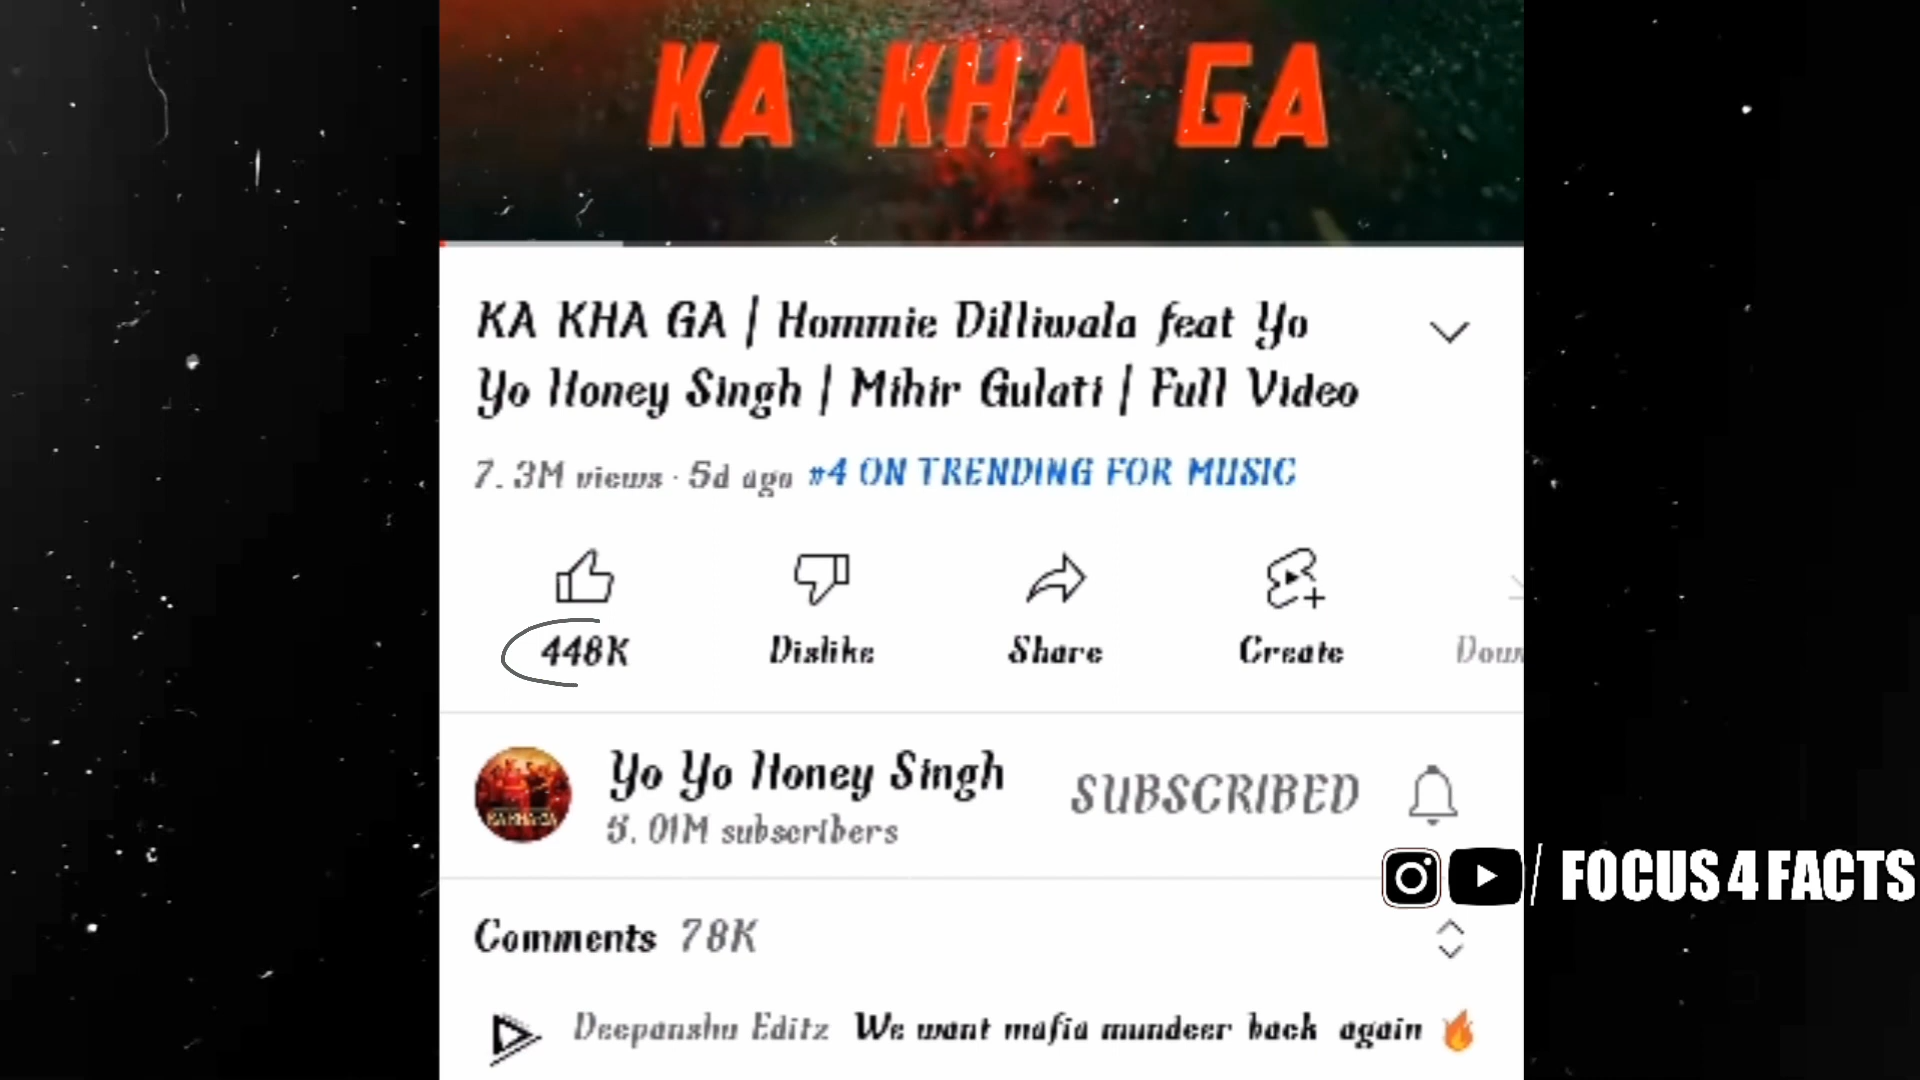 KA KHA GA
KA KHA GA | Hommie Dilliwala feat Yo
Yo Honey Singh | Mihir Gulati | Full Video
7.3M views · 5d ago #4 ON TRENDING FOR MUSIC
448K Dislike Share Create
Yo Yo Honey Singh SUBSCRIBED
5.01M subscribers
/ FOCUS 4 FACTS
Comments 78K
Deepanshu Editz We want mafia mundeer back again 🔥